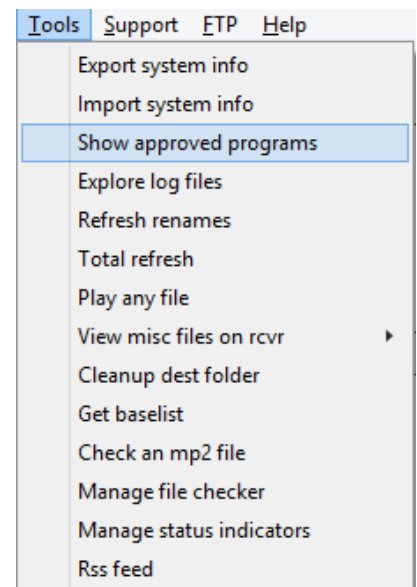 Tools Support FTP Help
Export system info
Import system info
Show approved programs
Explore log files
Refresh renames
Total refresh
Play any file
View misc files on rcvr
Cleanup dest folder
Get baselist
Check an mp2 file
Manage file checker
Manage status indicators
Rss feed